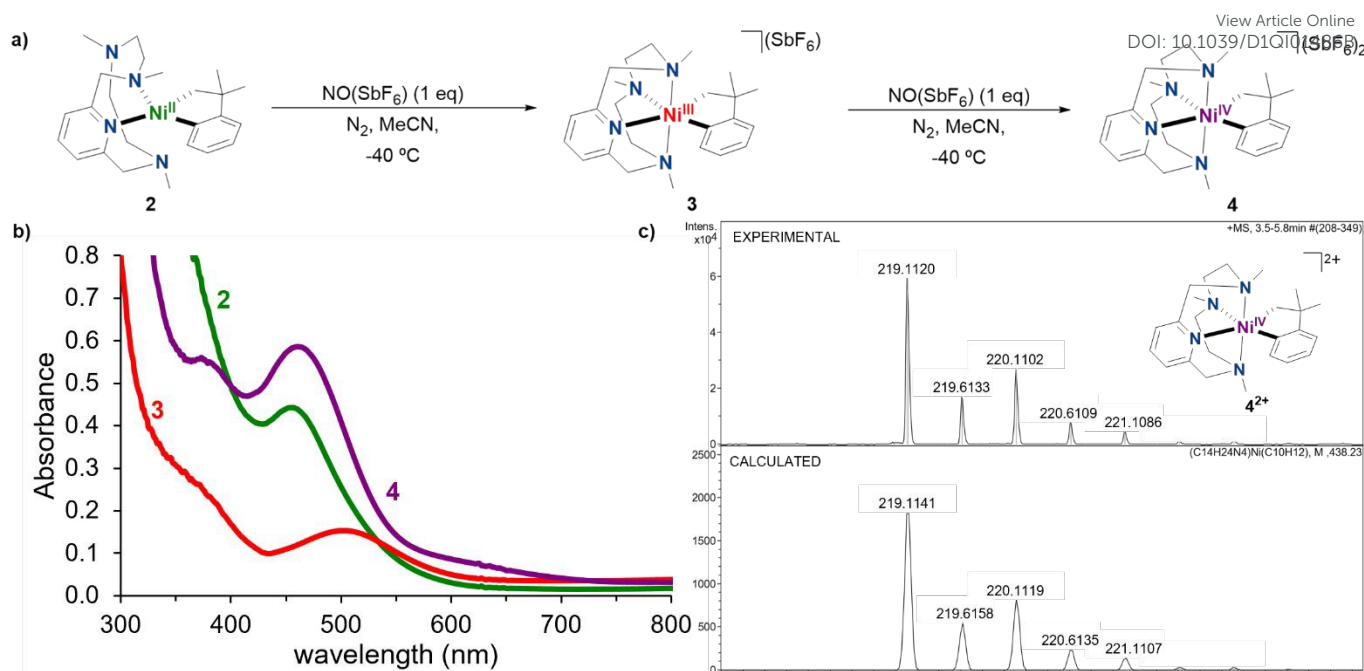 View Article Online
DOI: 10.1039/D1QI01486B
a)
](SbF₆)
](SbF₆)₂
N
N
N
N
Ni^II
2
NO(SbF₆) (1 eq)
N₂, MeCN,
-40 ºC
N
N
N
N
Ni^III
3
NO(SbF₆) (1 eq)
N₂, MeCN,
-40 ºC
N
N
N
N
Ni^IV
4
b)
Absorbance
0.8
0.7
0.6
0.5
0.4
0.3
0.2
0.1
0.0
2
3
4
300 400 500 600 700 800
wavelength (nm)
c)
Intens.
x10⁴
EXPERIMENTAL
+MS, 3.5-5.8min #(208-349)
6
4
2
0
219.1120
219.6133
220.1102
220.6109
221.1086
]2+
N
N
N
N
Ni^IV
4²⁺
CALCULATED
(C14H24N4)Ni(C10H12), M ,438.23
2500
2000
1500
1000
500
0
219.1141
219.6158
220.1119
220.6135
221.1107